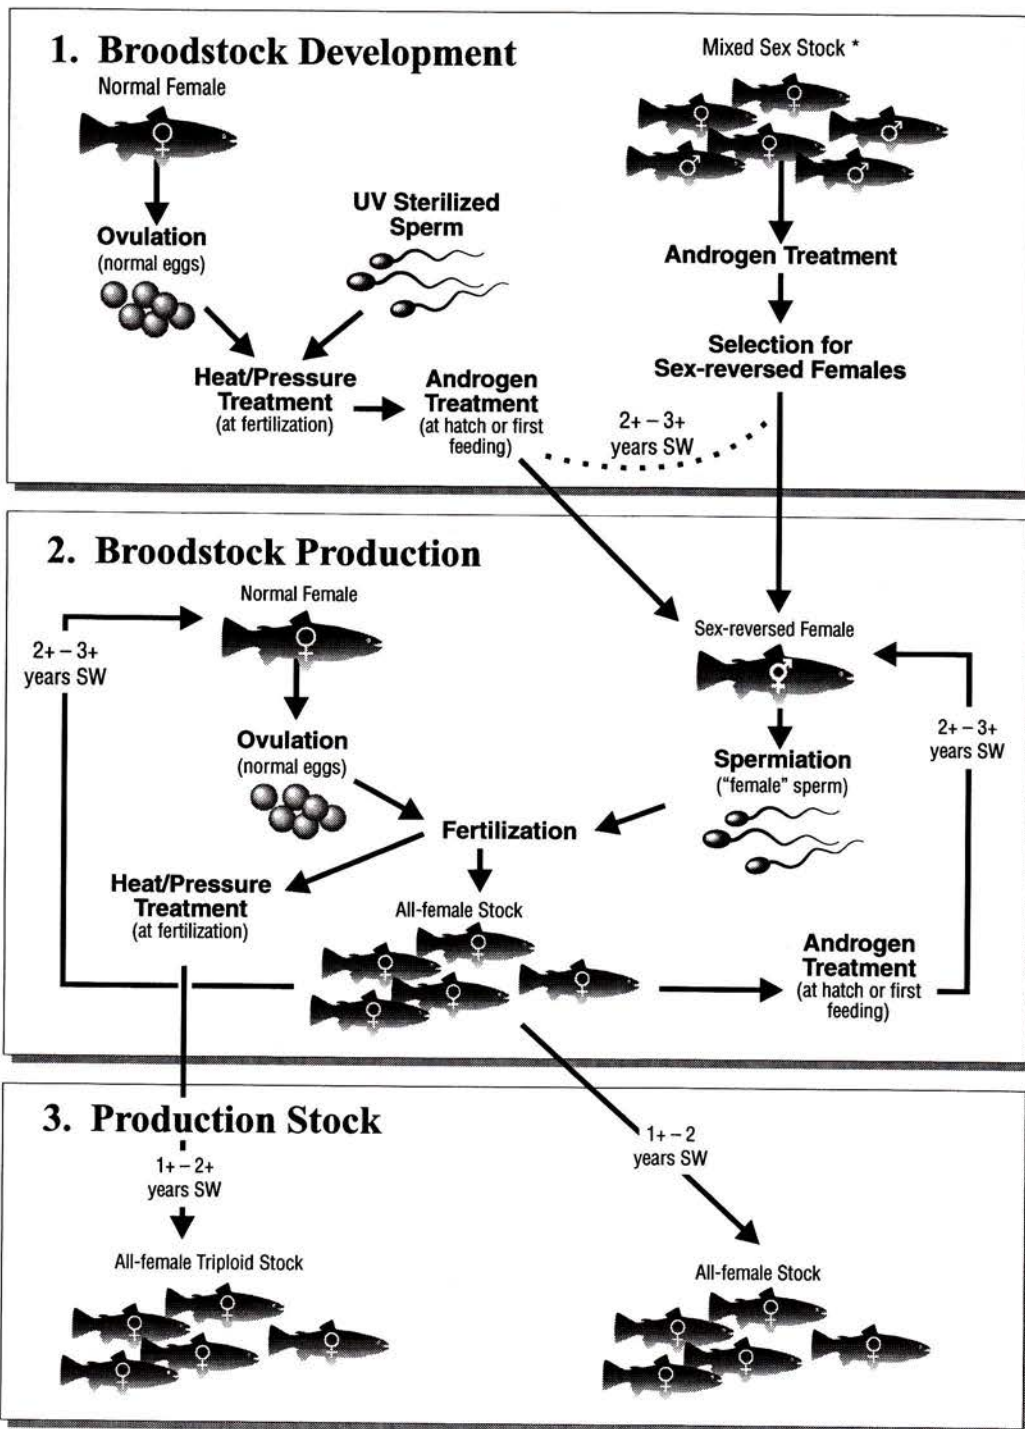 1. Broodstock Development
Normal Female
Mixed Sex Stock *
Ovulation
(normal eggs)
UV Sterilized
Sperm
Androgen Treatment
Heat/Pressure
Treatment
(at fertilization)
Androgen
Treatment
(at hatch or first
feeding)
Selection for
Sex-reversed Females
2+ – 3+
years SW
2. Broodstock Production
Normal Female
2+ – 3+
years SW
Sex-reversed Female
Ovulation
(normal eggs)
Spermiation
("female" sperm)
2+ – 3+
years SW
Fertilization
Heat/Pressure
Treatment
(at fertilization)
All-female Stock
Androgen
Treatment
(at hatch or first
feeding)
3. Production Stock
1+ – 2+
years SW
1+ – 2
years SW
All-female Triploid Stock
All-female Stock